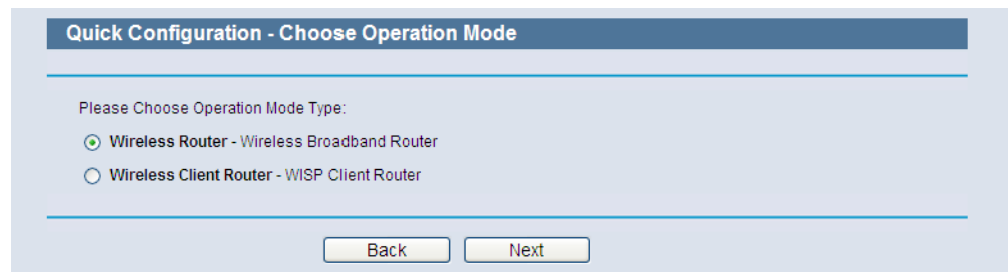 Quick Configuration - Choose Operation Mode
Please Choose Operation Mode Type:
Wireless Router - Wireless Broadband Router
Wireless Client Router - WISP Client Router
Back Next